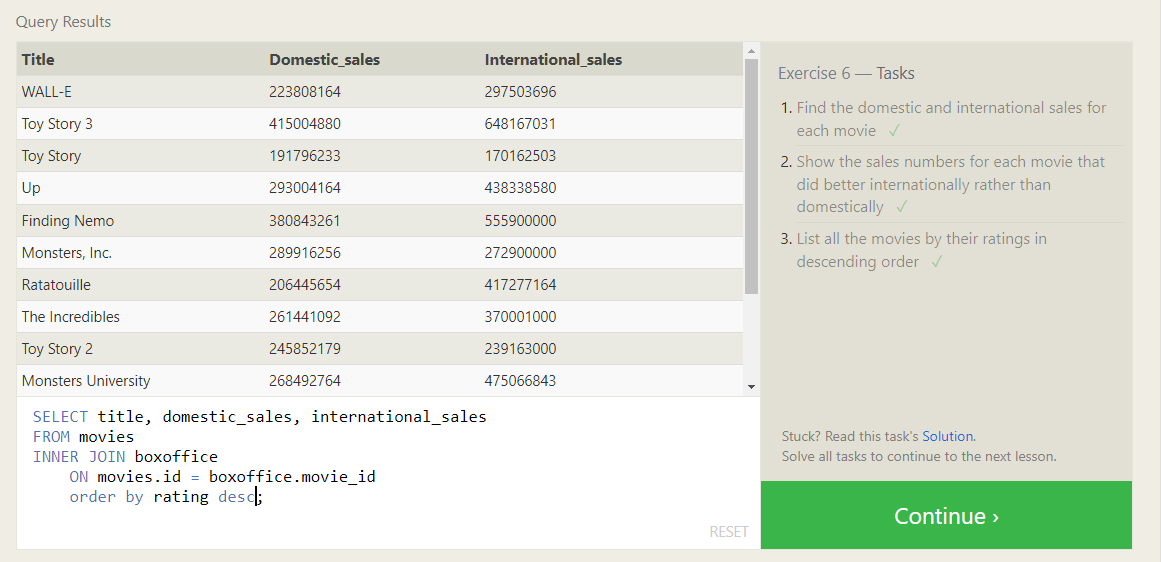 Query Results
Title Domestic_sales International_sales
WALL-E 223808164 297503696
Toy Story 3 415004880 648167031
Toy Story 191796233 170162503
Up 293004164 438338580
Finding Nemo 380843261 555900000
Monsters, Inc. 289916256 272900000
Ratatouille 206445654 417277164
The Incredibles 261441092 370001000
Toy Story 2 245852179 239163000
Monsters University 268492764 475066843
SELECT title, domestic_sales, international_sales
FROM movies
INNER JOIN boxoffice
ON movies.id = boxoffice.movie_id
order by rating desc;
RESET
Exercise 6 — Tasks
1. Find the domestic and international sales for
each movie ✓
2. Show the sales numbers for each movie that
did better internationally rather than
domestically ✓
3. List all the movies by their ratings in
descending order ✓
Stuck? Read this task's Solution.
Solve all tasks to continue to the next lesson.
Continue ›